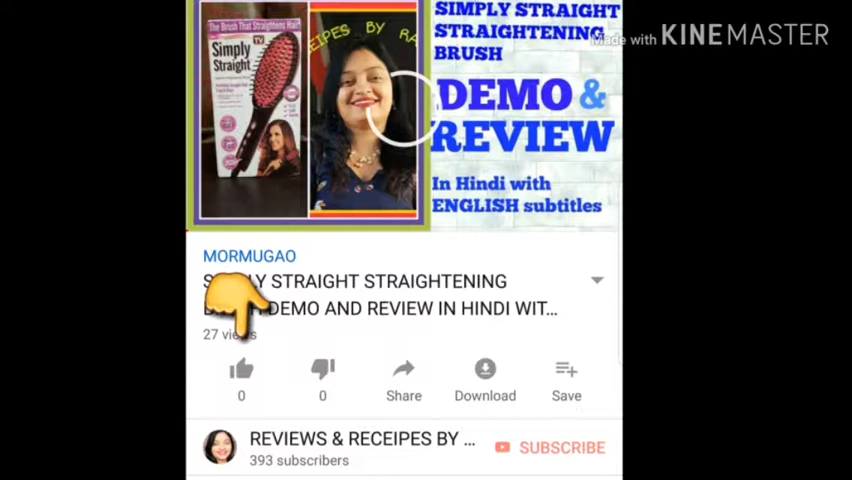 SIMPLY STRAIGHT
STRAIGHTENING
BRUSH
Made with KINEMASTER
The Brush That Straightens Hair
Simply
Straight
DEMO &
REVIEW
In Hindi with
ENGLISH subtitles
MORMUGAO
STRAIGHT STRAIGHTENING
DEMO AND REVIEW IN HINDI WIT...
27 views
0
0
Share
Download
Save
REVIEWS & RECEIPES BY ...
SUBSCRIBE
393 subscribers